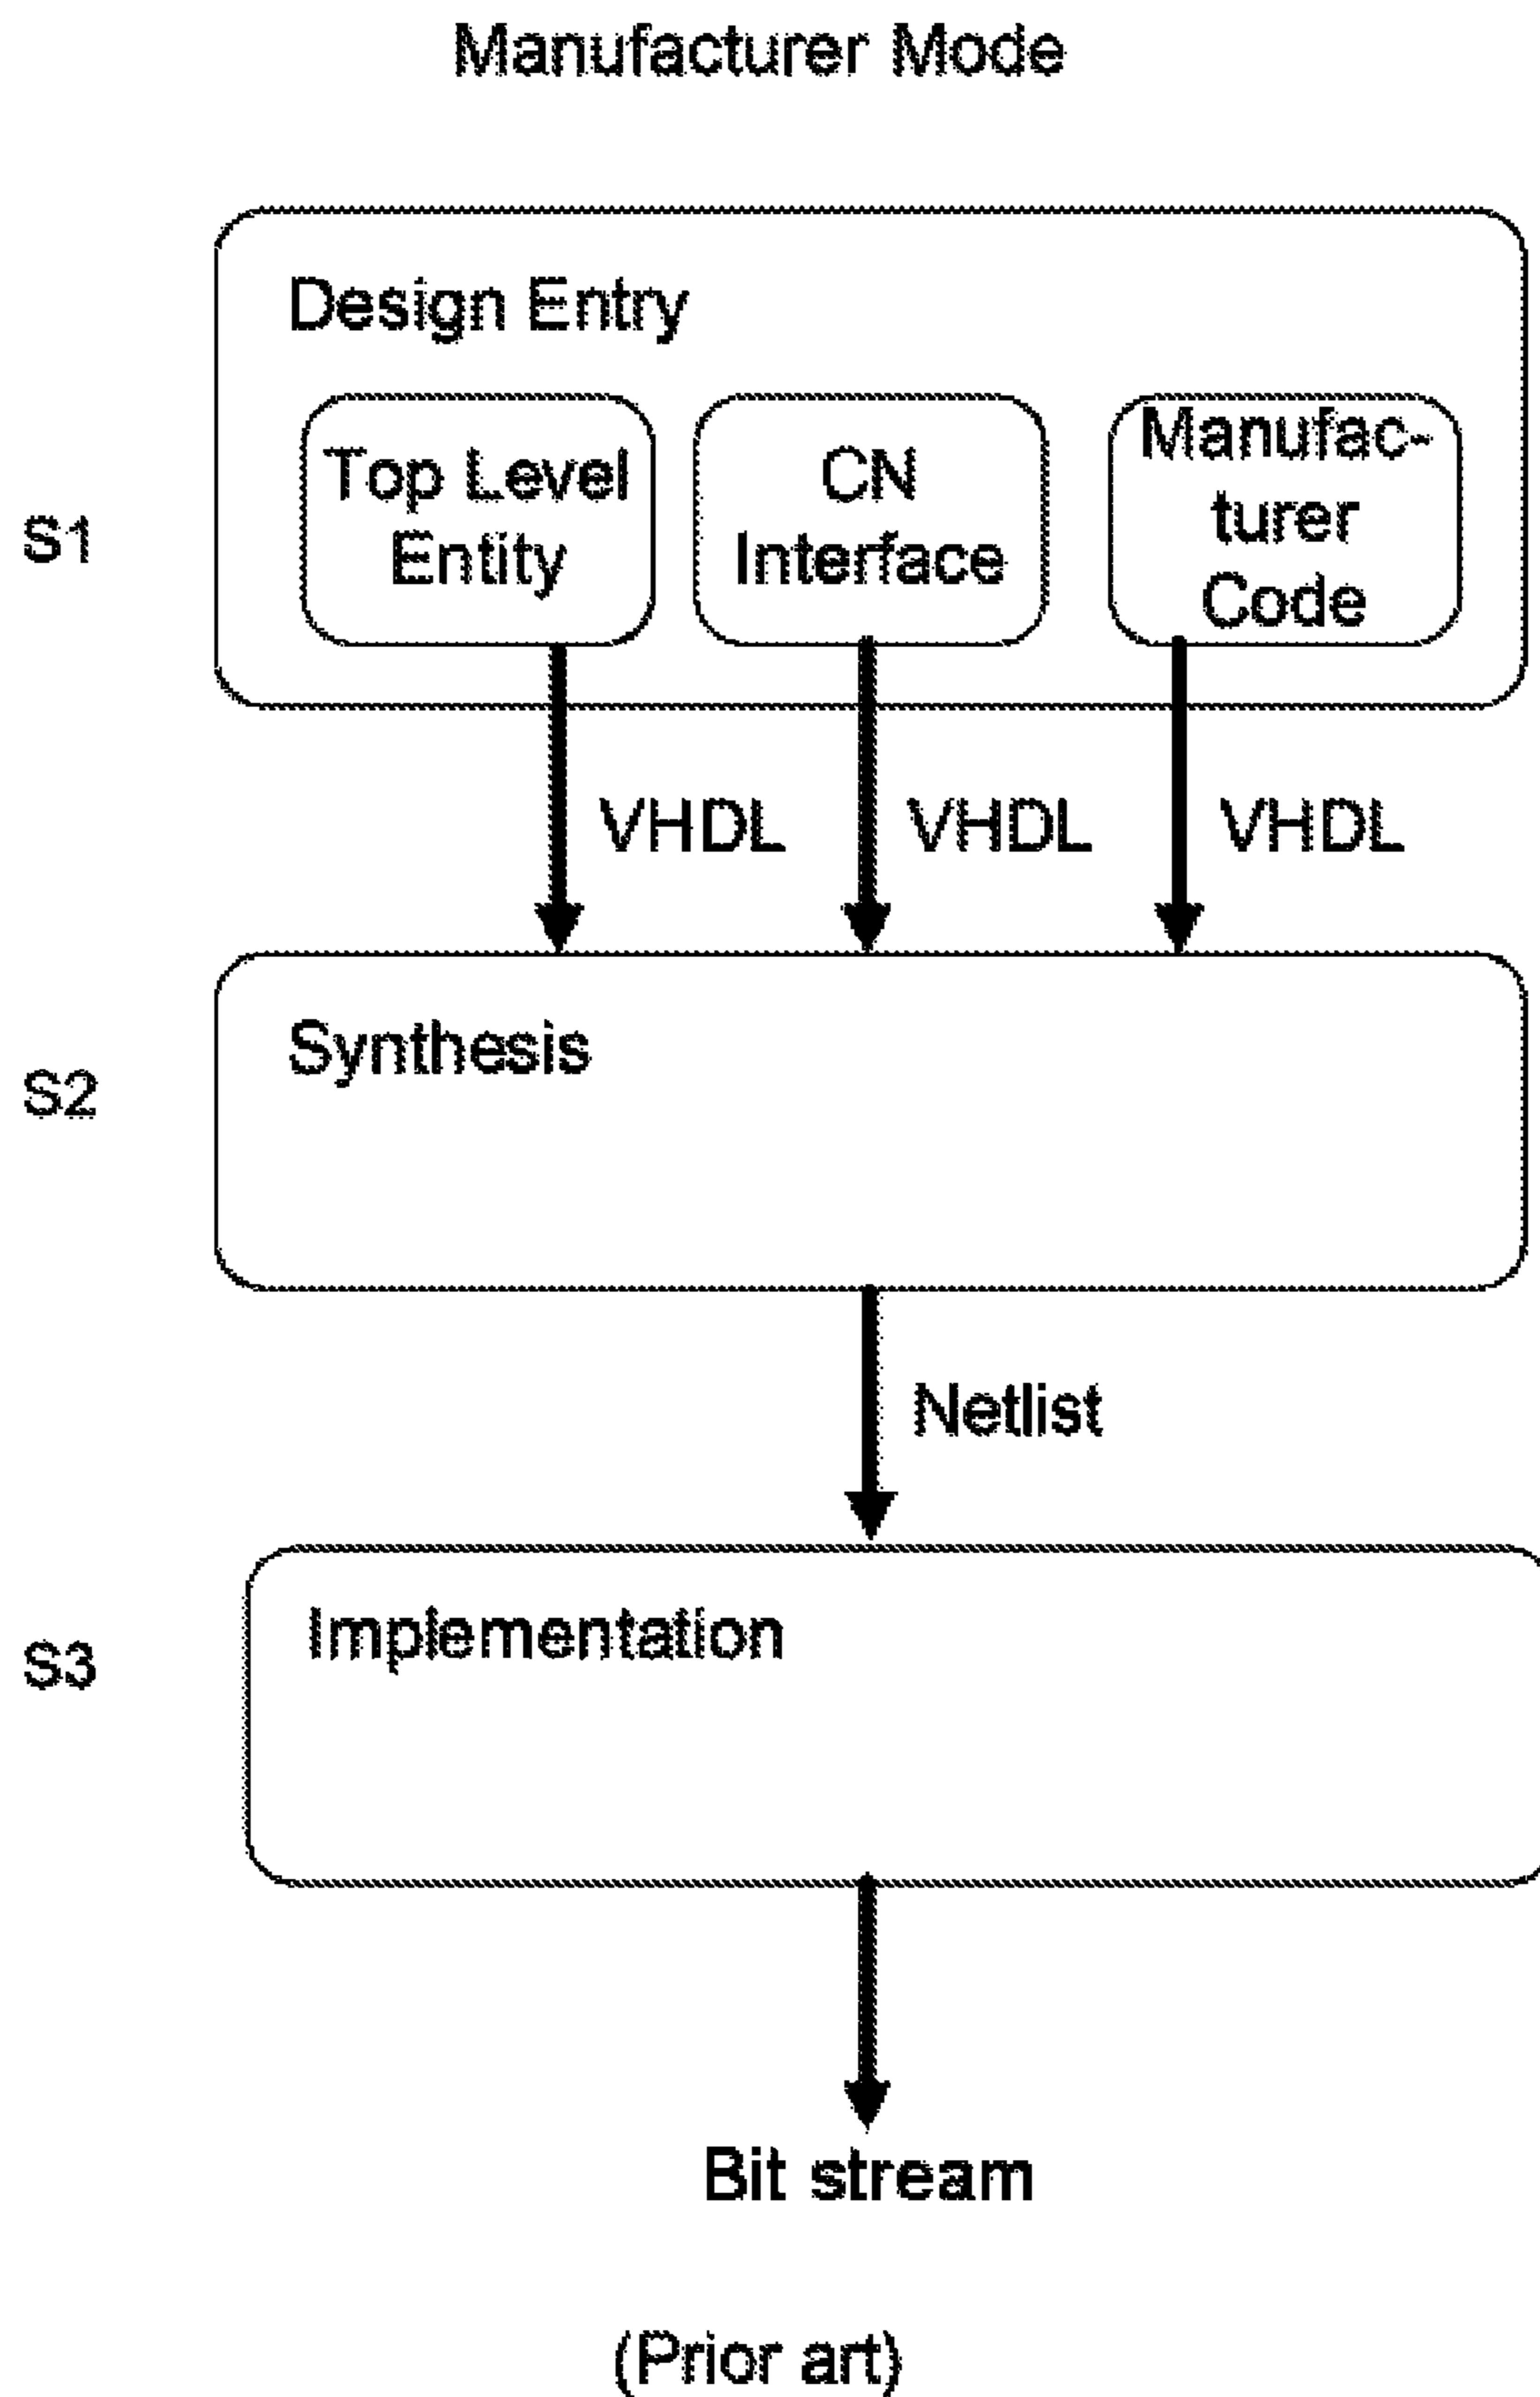 Manufacturer Mode
Design Entry
S1
Top Level
Entity
CN
Interface
Manufac-
turer
Code
VHDL
VHDL
VHDL
S2
Synthesis
Netlist
S3
Implementation
Bit stream
(Prior art)